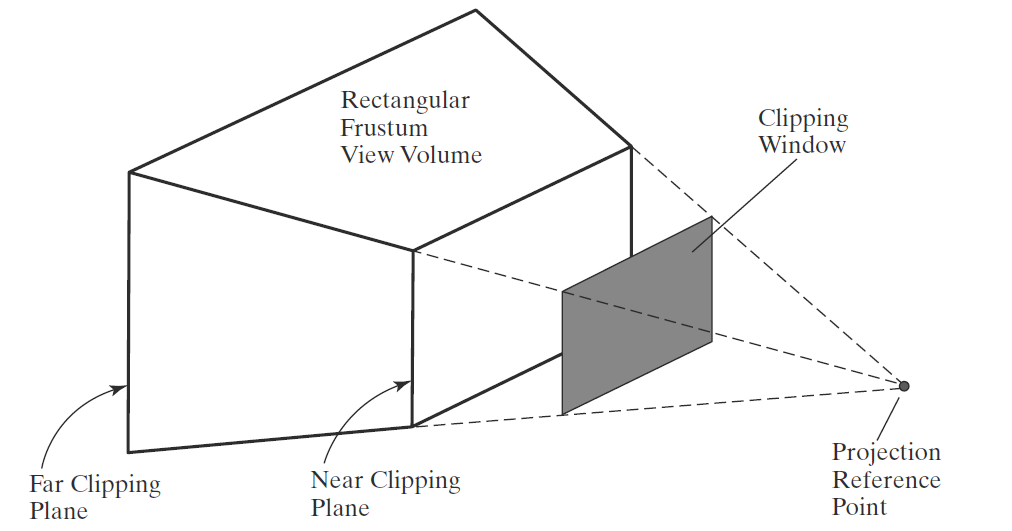 Rectangular
Frustum
View Volume
Clipping
Window
Far Clipping
Plane
Near Clipping
Plane
Projection
Reference
Point